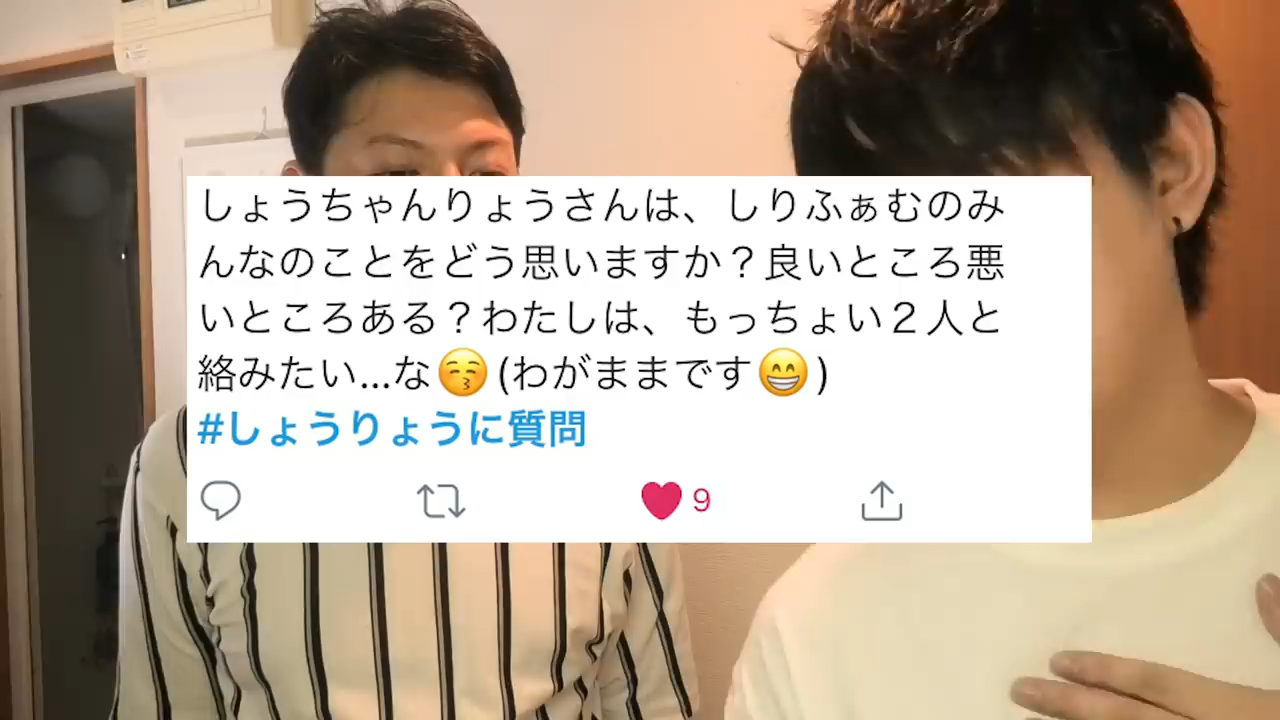 しょうちゃんりょうさんは、しりふぁむのみ
んなのことをどう思いますか？良いところ悪
いところある？わたしは、もっちょい２人と
絡みたい...な😚(わがままです😁)
#しょうりょうに質問
9